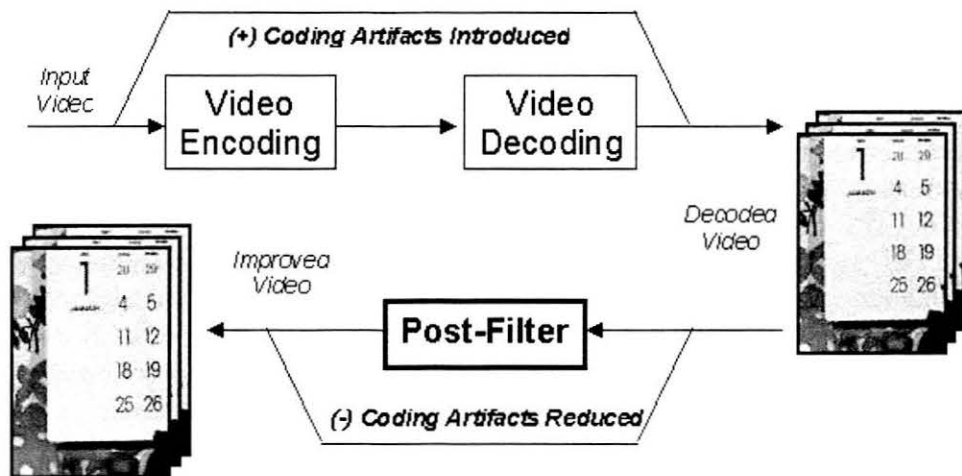 (+) Coding Artifacts Introduced
Input
Videc
Video
Encoding
Video
Decoding
1
28 29
4 5
11 12
18 19
25 26
Decodea
Video
Improvea
Video
Post-Filter
(-) Coding Artifacts Reduced
1
28 29
4 5
11 12
18 19
25 26